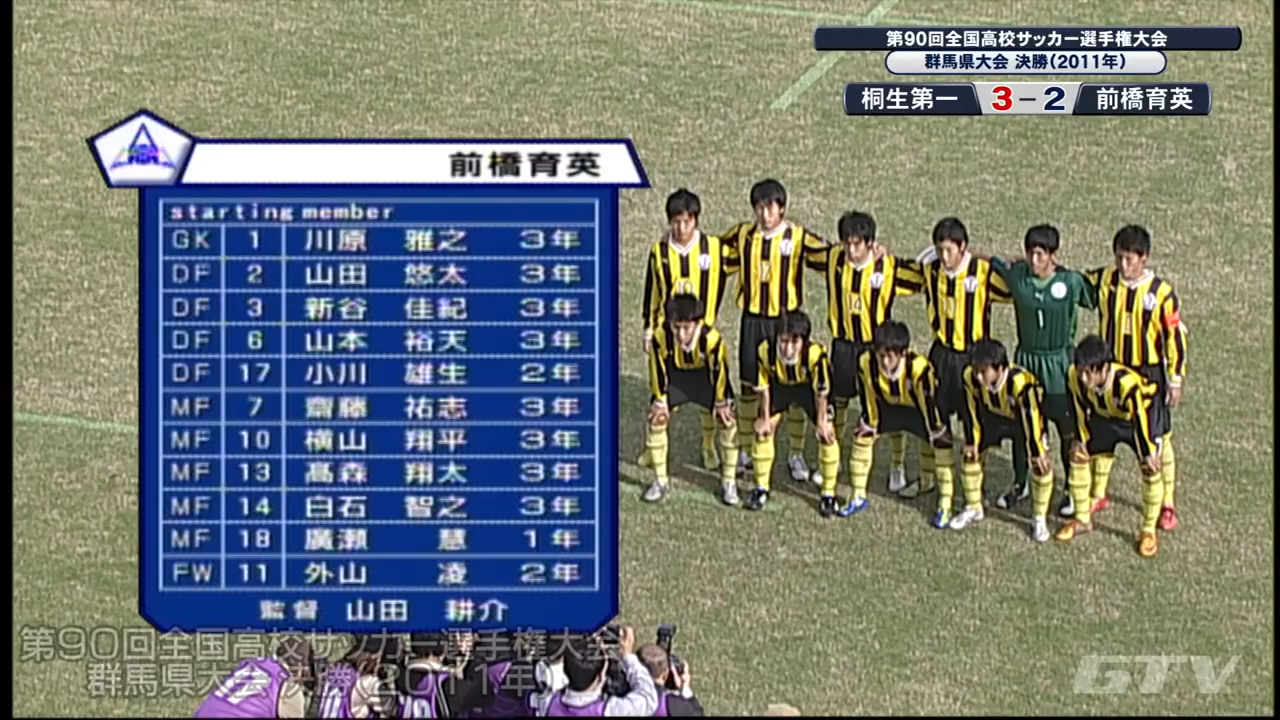 第90回全国高校サッカー選手権大会
群馬県大会 決勝(2011年)
桐生第一 3-2 前橋育英
前橋育英
starting member
GK 1 川原 雅之 3年
DF 2 山田 悠太 3年
DF 3 新谷 佳紀 3年
DF 6 山本 裕天 3年
DF 17 小川 雄生 2年
MF 7 齋藤 祐志 3年
MF 10 横山 翔平 3年
MF 13 高森 翔太 3年
MF 14 白石 智之 3年
MF 18 廣瀬 慧 1年
FW 11 外山 凌 2年
監督 山田 耕介
第90回全国高校サッカー選手権大会
群馬県大会 決勝(2011年)
GTV